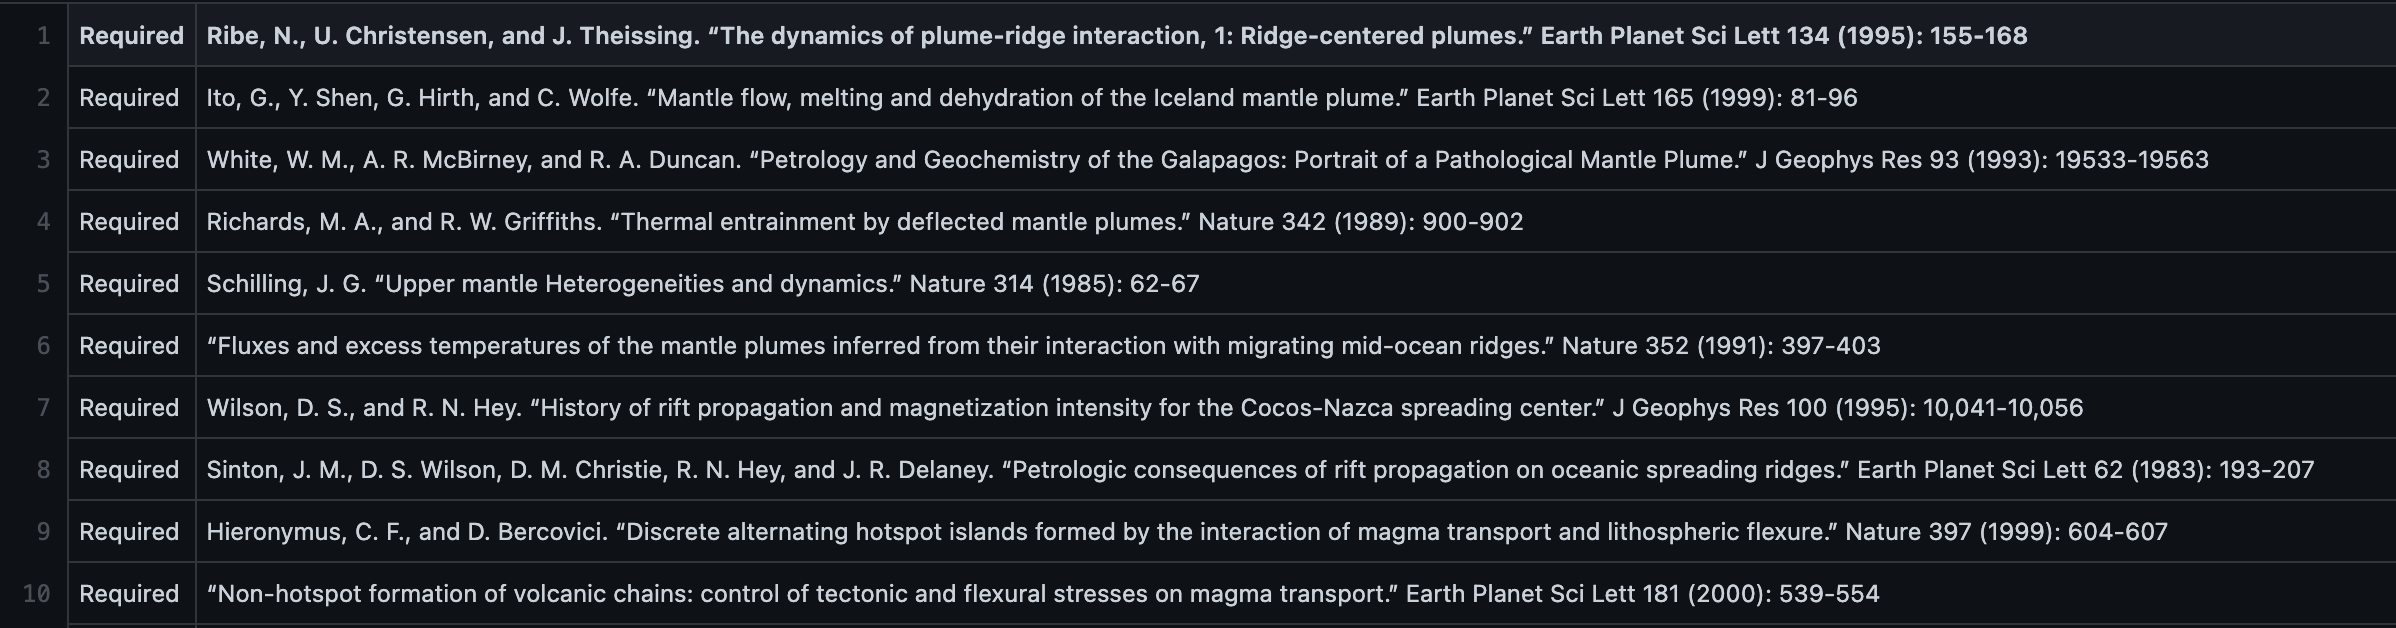 1 Required Ribe, N., U. Christensen, and J. Theissing. “The dynamics of plume-ridge interaction, 1: Ridge-centered plumes.” Earth Planet Sci Lett 134 (1995): 155-168
2 Required Ito, G., Y. Shen, G. Hirth, and C. Wolfe. “Mantle flow, melting and dehydration of the Iceland mantle plume.” Earth Planet Sci Lett 165 (1999): 81-96
3 Required White, W. M., A. R. McBirney, and R. A. Duncan. “Petrology and Geochemistry of the Galapagos: Portrait of a Pathological Mantle Plume.” J Geophys Res 93 (1993): 19533-19563
4 Required Richards, M. A., and R. W. Griffiths. “Thermal entrainment by deflected mantle plumes.” Nature 342 (1989): 900-902
5 Required Schilling, J. G. “Upper mantle Heterogeneities and dynamics.” Nature 314 (1985): 62-67
6 Required “Fluxes and excess temperatures of the mantle plumes inferred from their interaction with migrating mid-ocean ridges.” Nature 352 (1991): 397-403
7 Required Wilson, D. S., and R. N. Hey. “History of rift propagation and magnetization intensity for the Cocos-Nazca spreading center.” J Geophys Res 100 (1995): 10,041-10,056
8 Required Sinton, J. M., D. S. Wilson, D. M. Christie, R. N. Hey, and J. R. Delaney. “Petrologic consequences of rift propagation on oceanic spreading ridges.” Earth Planet Sci Lett 62 (1983): 193-207
9 Required Hieronymus, C. F., and D. Bercovici. “Discrete alternating hotspot islands formed by the interaction of magma transport and lithospheric flexure.” Nature 397 (1999): 604-607
10 Required “Non-hotspot formation of volcanic chains: control of tectonic and flexural stresses on magma transport.” Earth Planet Sci Lett 181 (2000): 539-554